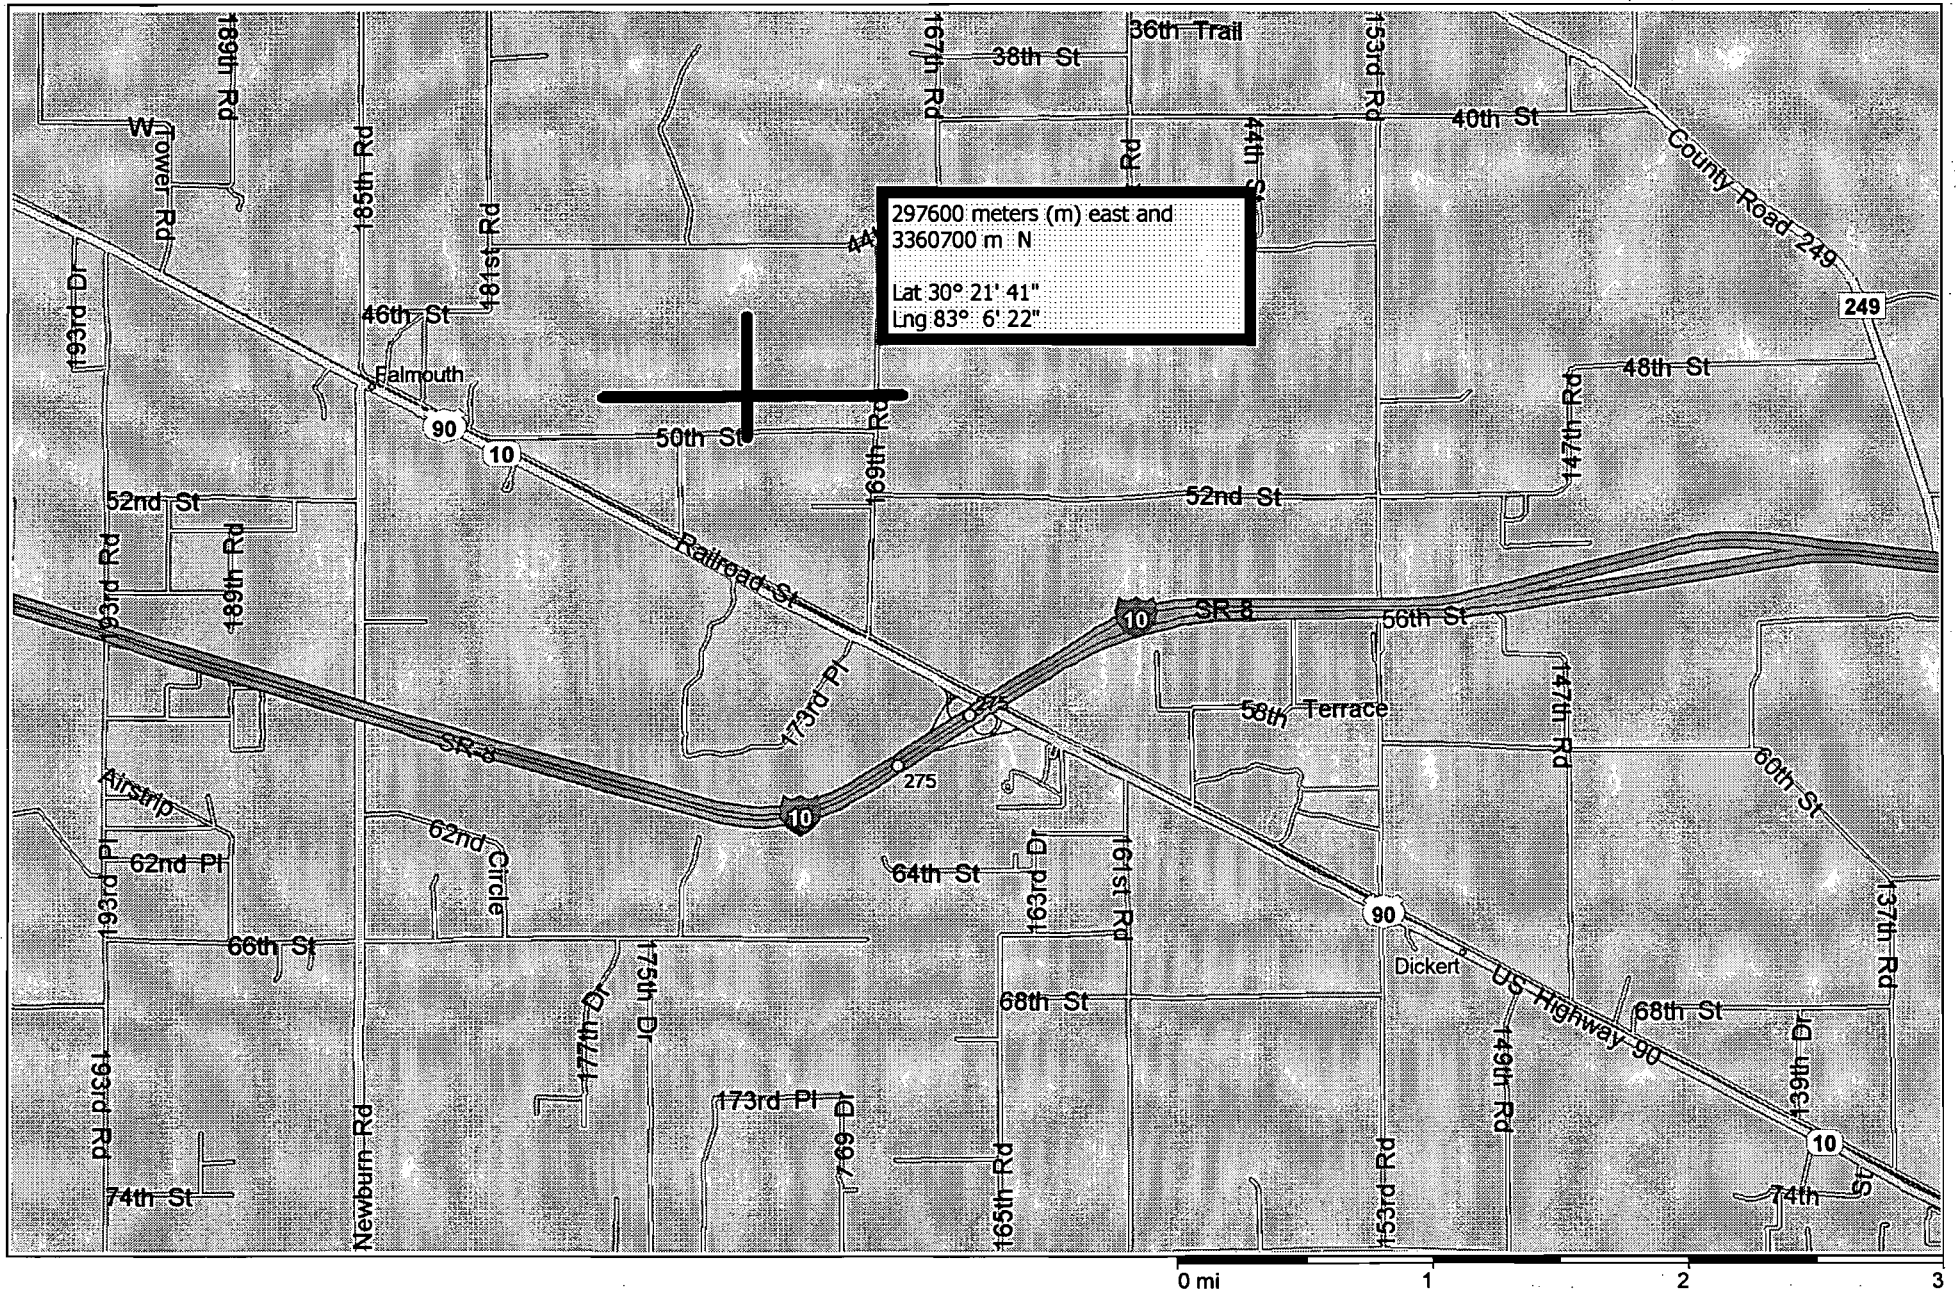 189th Rd
167th Rd
36th Trail
38th St
153rd Rd
W
Tower Rd
185th Rd
40th St
44th St
Rd
County Road 249
181st Rd
297600 meters (m) east and
3360700 m N
Lat 30° 21' 41"
Lng 83° 6' 22"
193rd Dr
46th St
249
Falmouth
48th St
147th Rd
90
10
50th St
169th Rd
52nd St
52nd St
193rd Rd
189th Rd
Railroad St
10
SR-8
56th St
173rd Pl
275
58th Terrace
147th Rd
SR-8
275
60th St
Airstrip
10
62nd Circle
62nd Pl
193rd Pl
64th St
163rd Dr
161st Rd
90
137th Rd
66th St
Dickert
175th Dr
177th Dr
68th St
US Highway 90
68th St
193rd Rd
149th Rd
136th Dr
173rd Pl
169 Dr
Newburn Rd
165th Rd
153rd Rd
10
74th St
74th St
0 mi 1 2 3